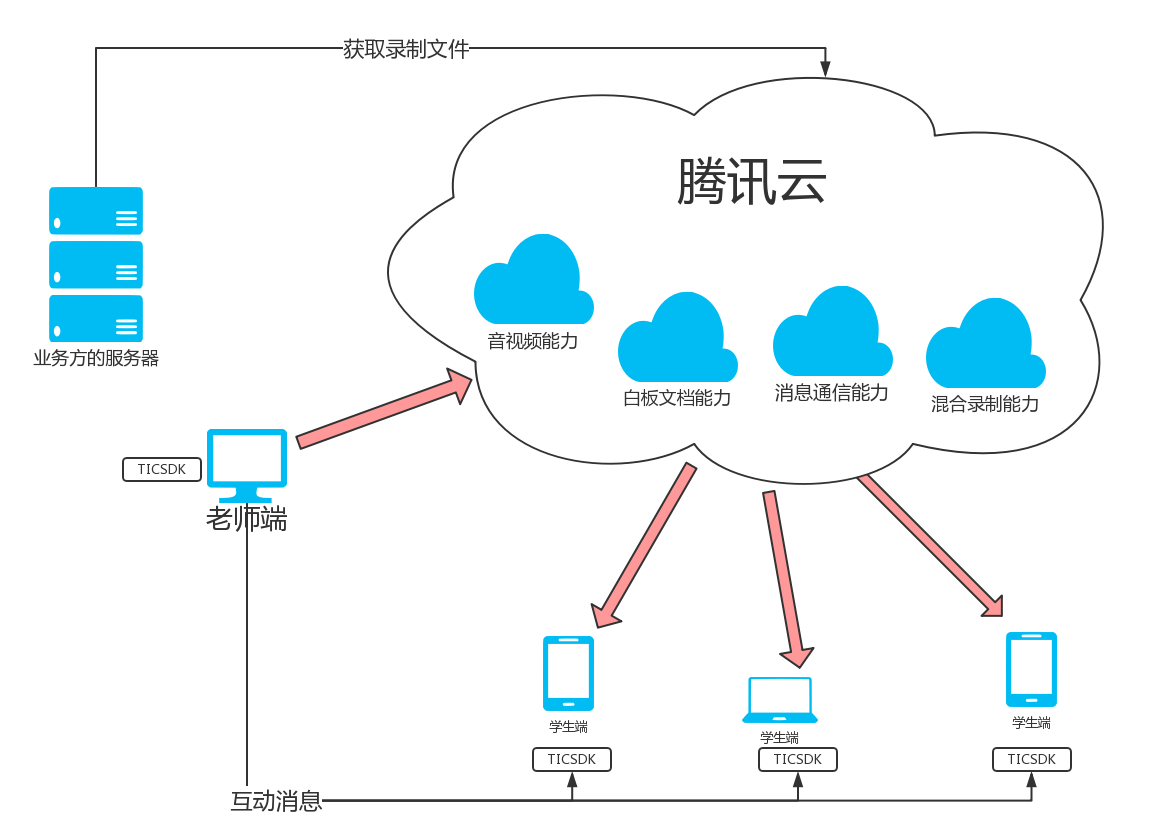 获取录制文件
腾讯云
音视频能力
白板文档能力
消息通信能力
混合录制能力
业务方的服务器
TICSDK
老师端
学生端
学生端
学生端
TICSDK
TICSDK
TICSDK
互动消息